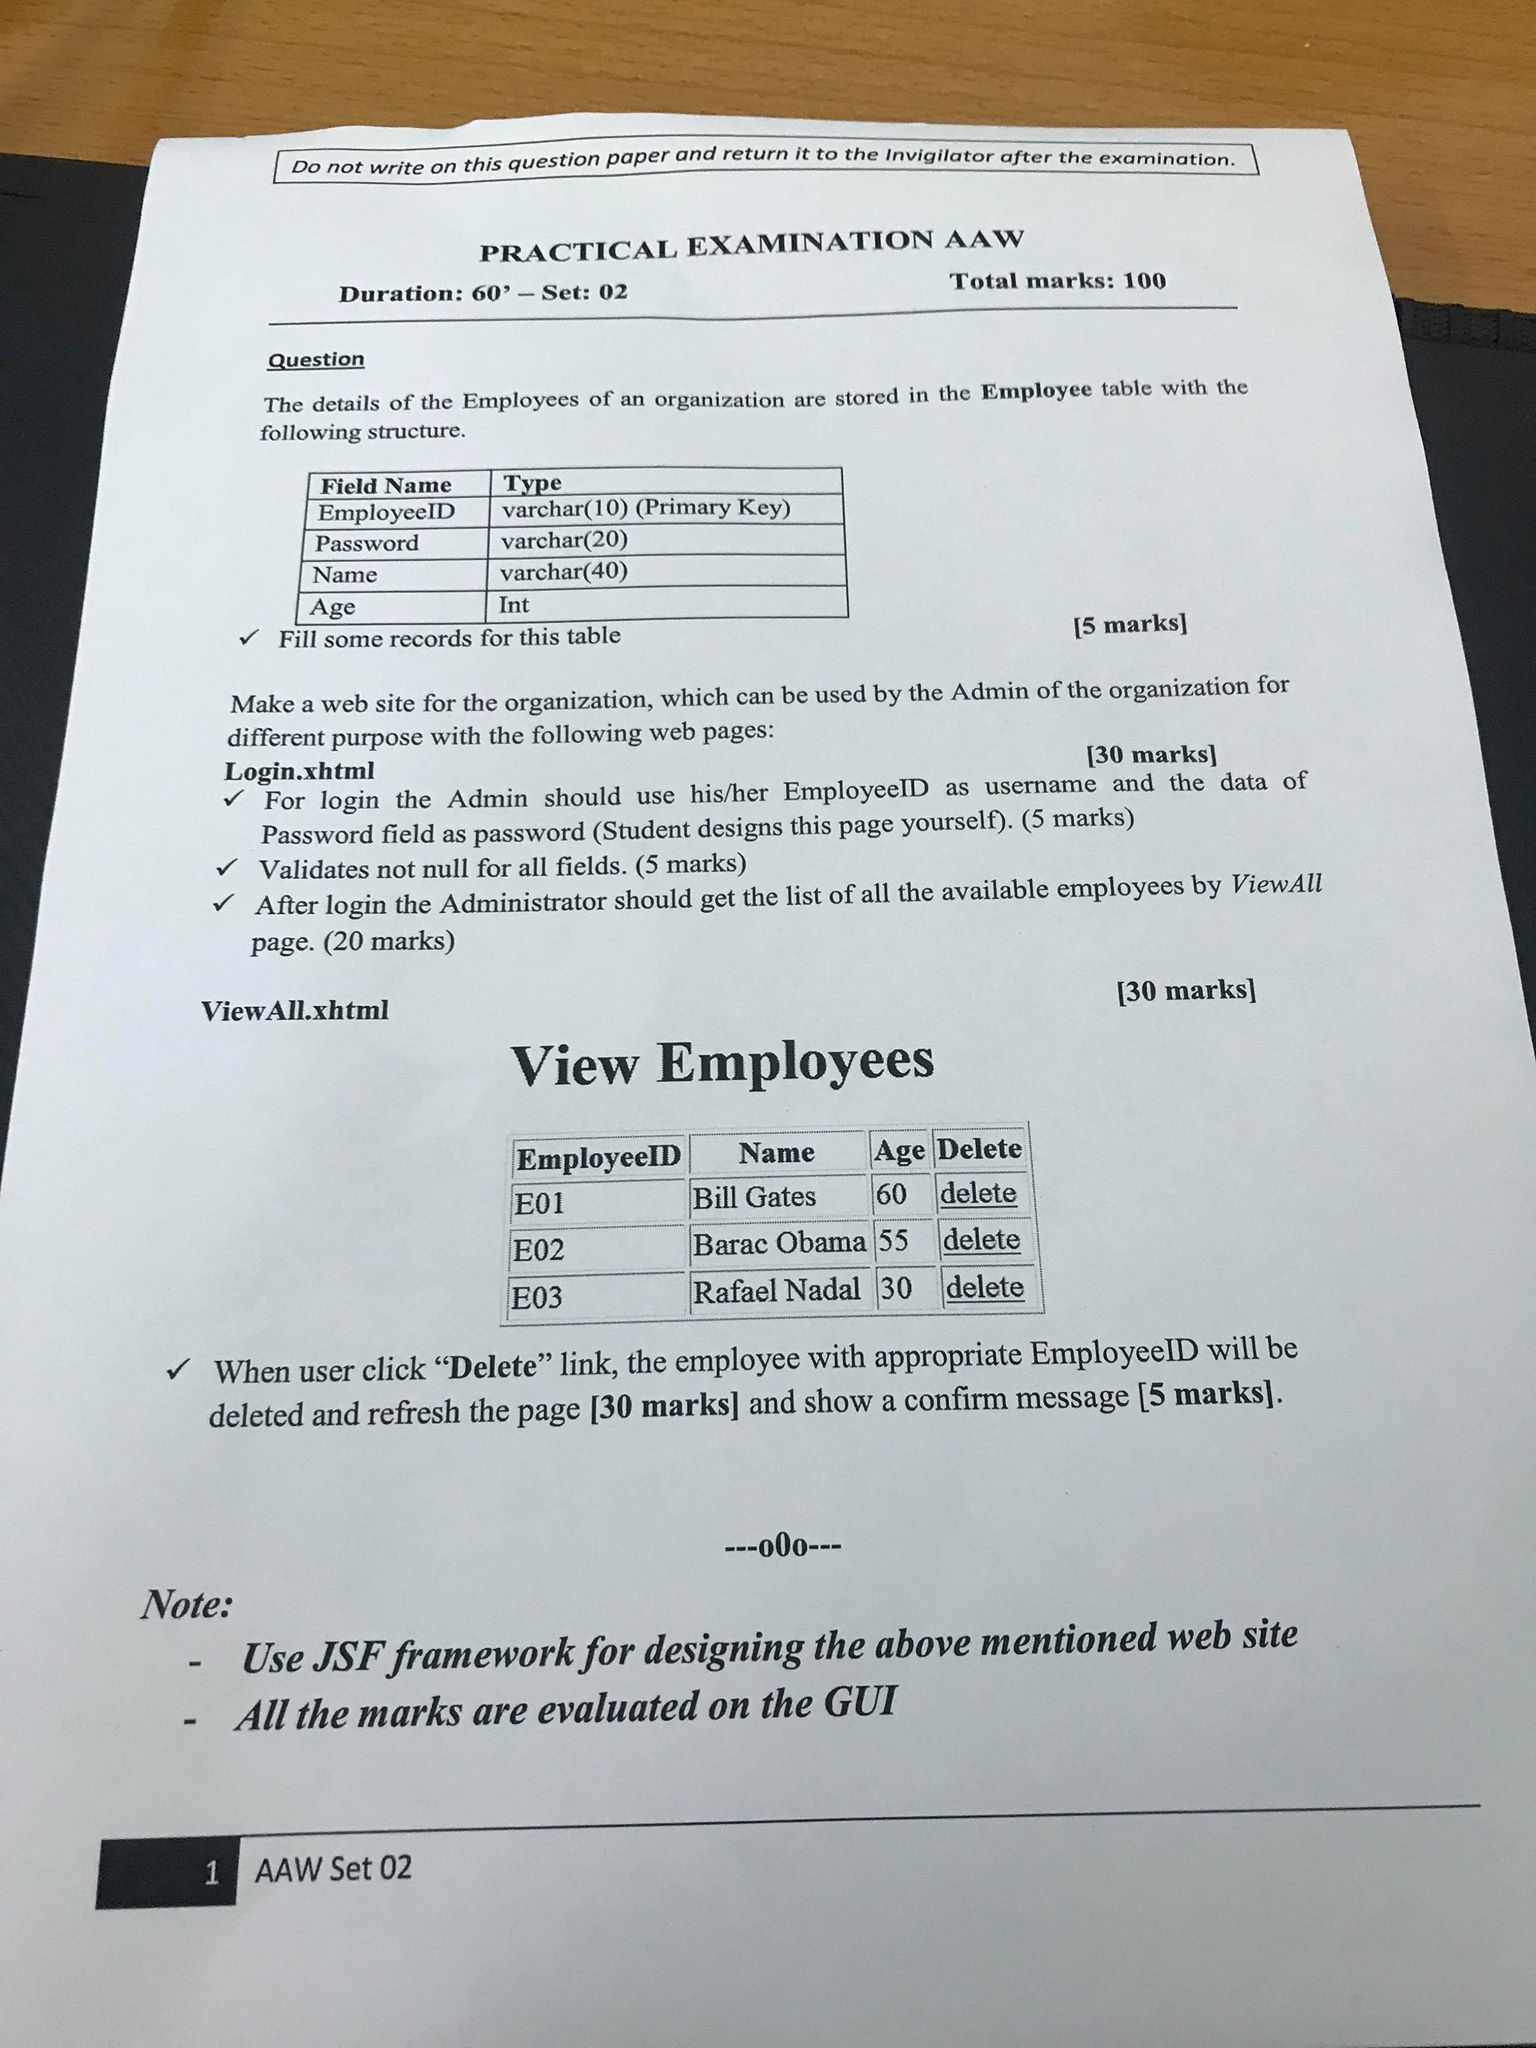 Do not write on this question paper and return it to the Invigilator after the examination.
PRACTICAL EXAMINATION AAW
Duration: 60’ – Set: 02 Total marks: 100
Question
The details of the Employees of an organization are stored in the Employee table with the
following structure.
Field Name Type
EmployeeID varchar(10) (Primary Key)
Password varchar(20)
Name varchar(40)
Age Int
✓ Fill some records for this table [5 marks]
Make a web site for the organization, which can be used by the Admin of the organization for
different purpose with the following web pages:
Login.xhtml [30 marks]
✓ For login the Admin should use his/her EmployeeID as username and the data of
Password field as password (Student designs this page yourself). (5 marks)
✓ Validates not null for all fields. (5 marks)
✓ After login the Administrator should get the list of all the available employees by ViewAll
page. (20 marks)
ViewAll.xhtml [30 marks]
View Employees
EmployeeID Name Age Delete
E01 Bill Gates 60 delete
E02 Barac Obama 55 delete
E03 Rafael Nadal 30 delete
✓ When user click “Delete” link, the employee with appropriate EmployeeID will be
deleted and refresh the page [30 marks] and show a confirm message [5 marks].
---o0o---
Note:
- Use JSF framework for designing the above mentioned web site
- All the marks are evaluated on the GUI
1 AAW Set 02